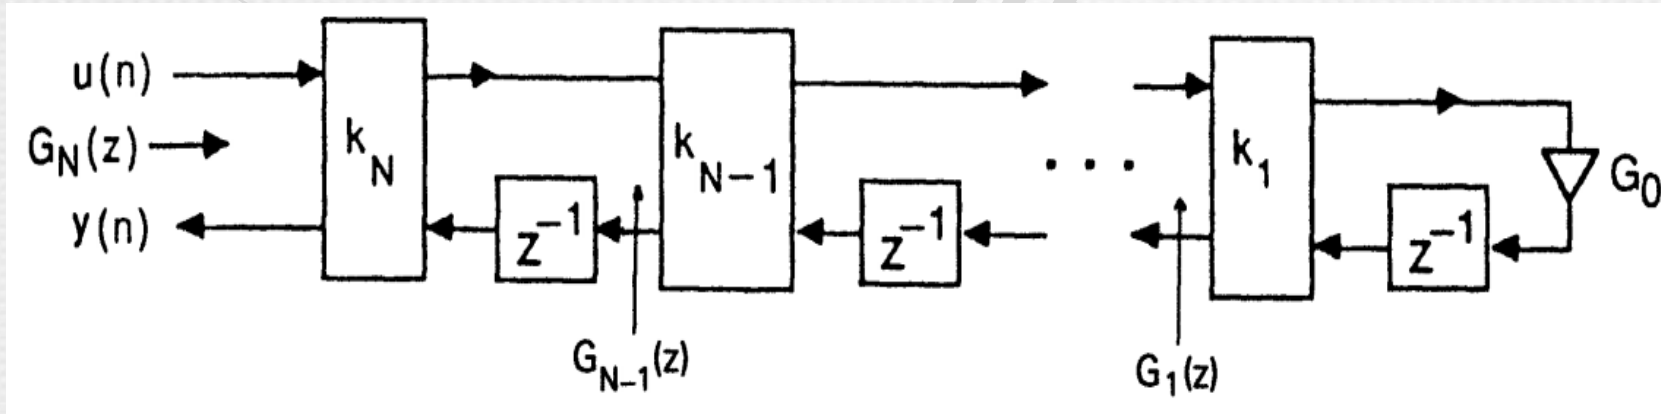 u(n)
G_N(z)
y(n)
k_N
z^{-1}
G_{N-1}(z)
k_{N-1}
z^{-1}
. . .
G_1(z)
k_1
z^{-1}
G_0